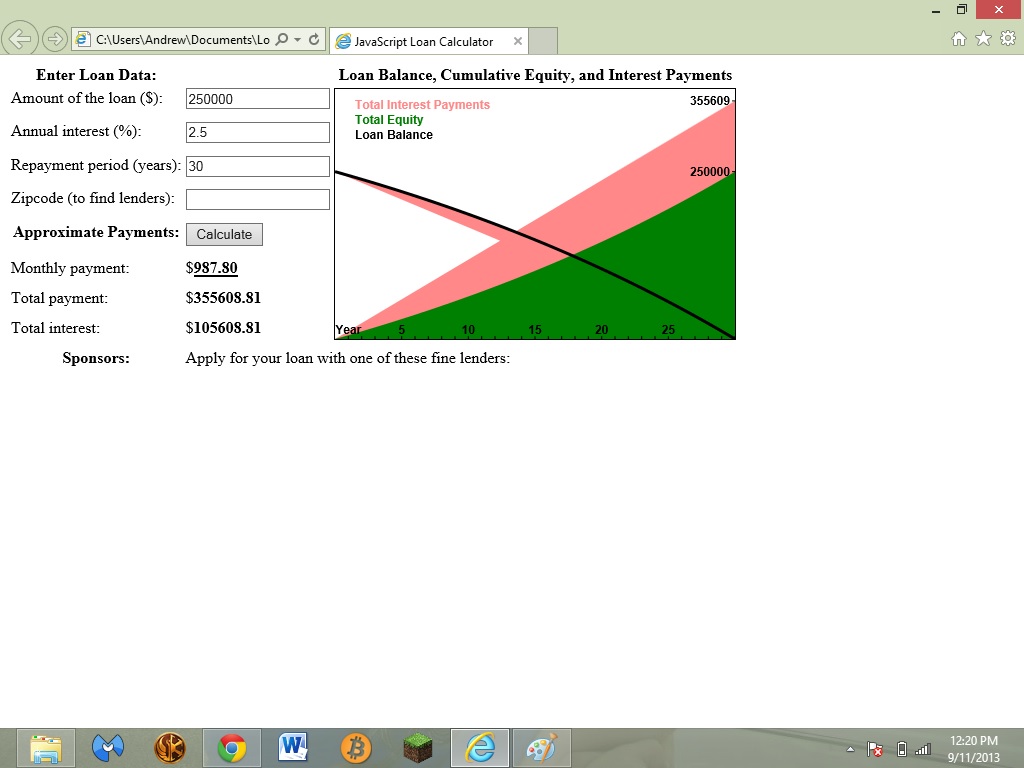 C:\Users\Andrew\Documents\Lo
JavaScript Loan Calculator
Enter Loan Data:
Amount of the loan ($): 250000
Annual interest (%): 2.5
Repayment period (years): 30
Zipcode (to find lenders):
Approximate Payments: Calculate
Monthly payment: $987.80
Total payment: $355608.81
Total interest: $105608.81
Sponsors: Apply for your loan with one of these fine lenders:
Loan Balance, Cumulative Equity, and Interest Payments
Total Interest Payments
Total Equity
Loan Balance
355609
250000
Year 5 10 15 20 25
12:20 PM
9/11/2013